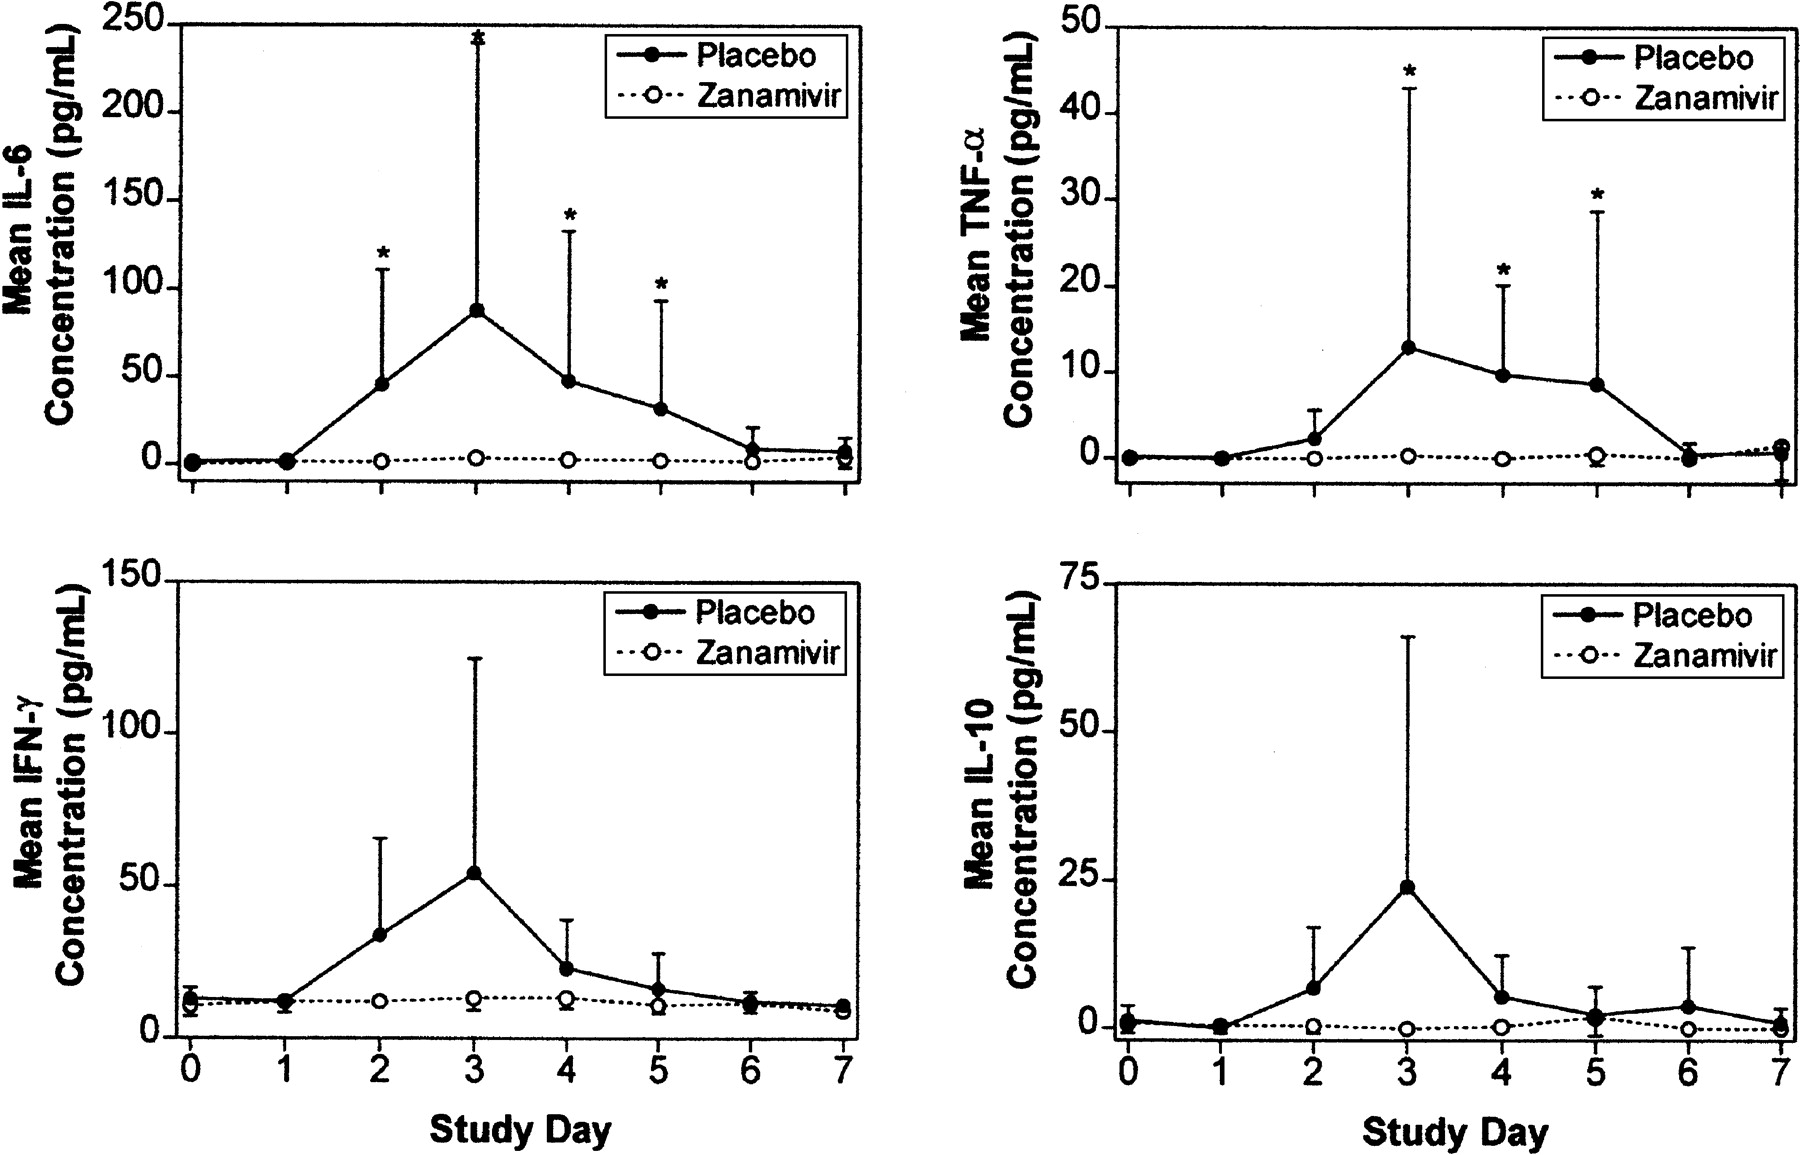 Mean IL-6
Concentration (pg/mL)
250
200
150
100
50
0
*
*
*
*
Placebo
Zanamivir
Mean TNF-α
Concentration (pg/mL)
50
40
30
20
10
0
*
*
*
Placebo
Zanamivir
Mean IFN-γ
Concentration (pg/mL)
150
100
50
0
Placebo
Zanamivir
0 1 2 3 4 5 6 7
Study Day
Mean IL-10
Concentration (pg/mL)
75
50
25
0
Placebo
Zanamivir
0 1 2 3 4 5 6 7
Study Day